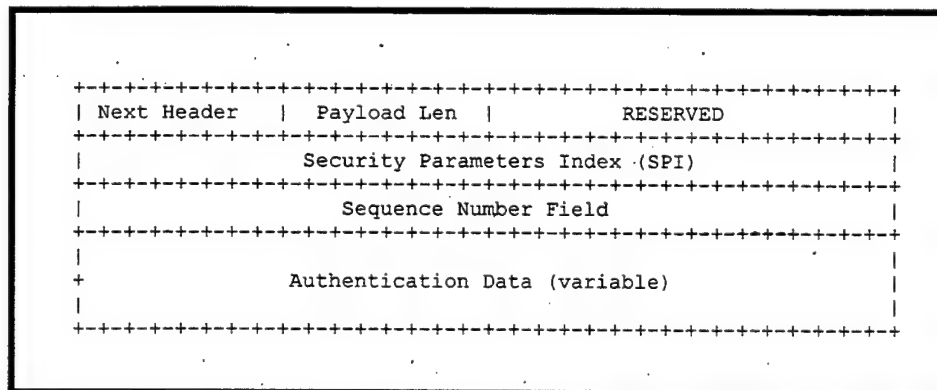 +-+-+-+-+-+-+-+-+-+-+-+-+-+-+-+-+-+-+-+-+-+-+-+-+-+-+-+-+-+-+-+-+
| Next Header | Payload Len | RESERVED |
+-+-+-+-+-+-+-+-+-+-+-+-+-+-+-+-+-+-+-+-+-+-+-+-+-+-+-+-+-+-+-+-+
| Security Parameters Index (SPI) |
+-+-+-+-+-+-+-+-+-+-+-+-+-+-+-+-+-+-+-+-+-+-+-+-+-+-+-+-+-+-+-+-+
| Sequence Number Field |
+-+-+-+-+-+-+-+-+-+-+-+-+-+-+-+-+-+-+-+-+-+-+-+-+-+-+-+-+-+-+-+-+
| |
+ Authentication Data (variable) |
| |
+-+-+-+-+-+-+-+-+-+-+-+-+-+-+-+-+-+-+-+-+-+-+-+-+-+-+-+-+-+-+-+-+